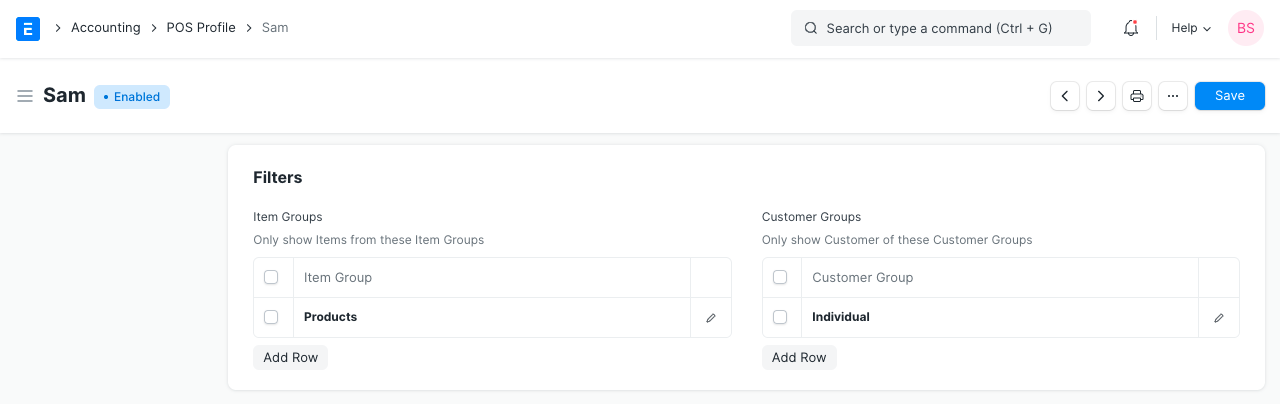 E Accounting POS Profile Sam Search or type a command (Ctrl + G) Help BS
Sam Enabled ... Save
Filters
Item Groups
Only show Items from these Item Groups
Item Group
Products
Add Row
Customer Groups
Only show Customer of these Customer Groups
Customer Group
Individual
Add Row